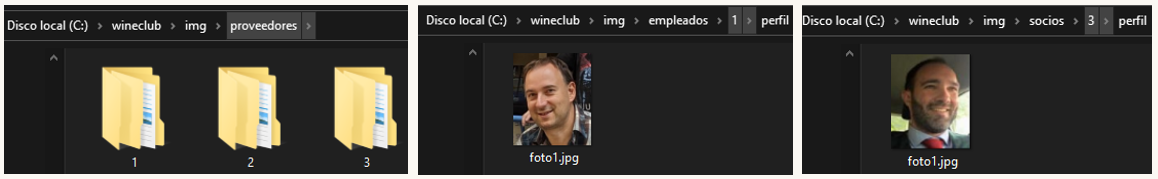 Disco local (C:) > wineclub > img > proveedores >
1
2
3
Disco local (C:) > wineclub > img > empleados > 1 > perfil
foto1.jpg
Disco local (C:) > wineclub > img > socios > 3 > perfil
foto1.jpg